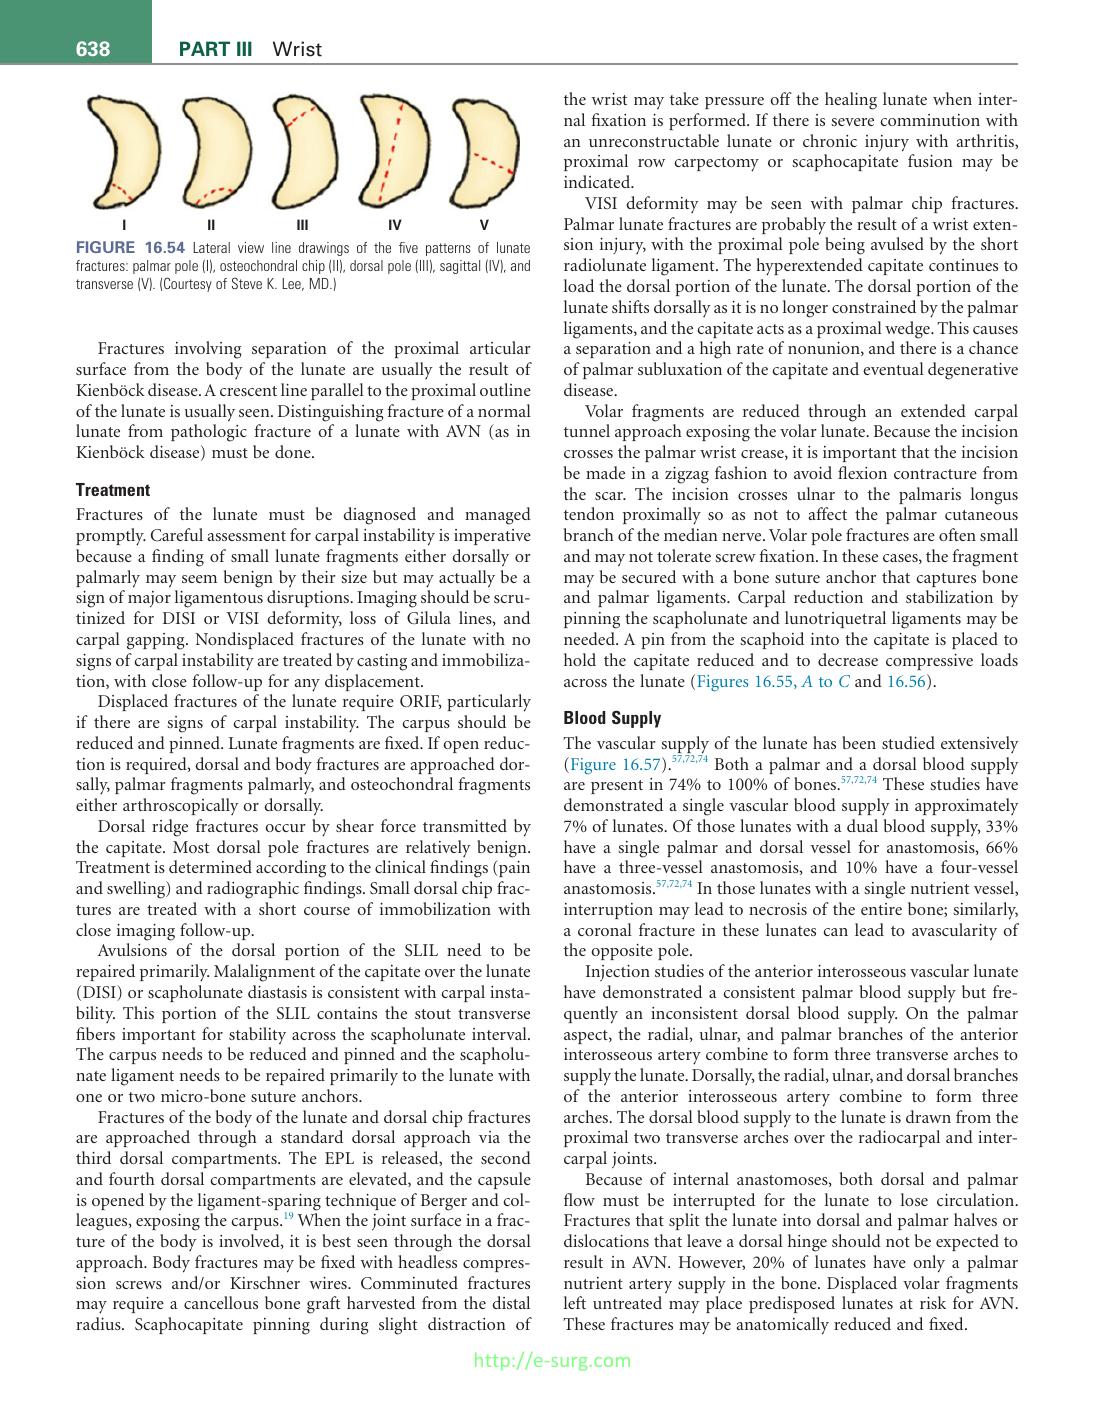 638 PART III Wrist
I II III IV V
FIGURE 16.54 Lateral view line drawings of the five patterns of lunate
fractures: palmar pole (I), osteochondral chip (II), dorsal pole (III), sagittal (IV), and
transverse (V). (Courtesy of Steve K. Lee, MD.)
Fractures involving separation of the proximal articular
surface from the body of the lunate are usually the result of
Kienböck disease. A crescent line parallel to the proximal outline
of the lunate is usually seen. Distinguishing fracture of a normal
lunate from pathologic fracture of a lunate with AVN (as in
Kienböck disease) must be done.
Treatment
Fractures of the lunate must be diagnosed and managed
promptly. Careful assessment for carpal instability is imperative
because a finding of small lunate fragments either dorsally or
palmarly may seem benign by their size but may actually be a
sign of major ligamentous disruptions. Imaging should be scru-
tinized for DISI or VISI deformity, loss of Gilula lines, and
carpal gapping. Nondisplaced fractures of the lunate with no
signs of carpal instability are treated by casting and immobiliza-
tion, with close follow-up for any displacement.
Displaced fractures of the lunate require ORIF, particularly
if there are signs of carpal instability. The carpus should be
reduced and pinned. Lunate fragments are fixed. If open reduc-
tion is required, dorsal and body fractures are approached dor-
sally, palmar fragments palmarly, and osteochondral fragments
either arthroscopically or dorsally.
Dorsal ridge fractures occur by shear force transmitted by
the capitate. Most dorsal pole fractures are relatively benign.
Treatment is determined according to the clinical findings (pain
and swelling) and radiographic findings. Small dorsal chip frac-
tures are treated with a short course of immobilization with
close imaging follow-up.
Avulsions of the dorsal portion of the SLIL need to be
repaired primarily. Malalignment of the capitate over the lunate
(DISI) or scapholunate diastasis is consistent with carpal insta-
bility. This portion of the SLIL contains the stout transverse
fibers important for stability across the scapholunate interval.
The carpus needs to be reduced and pinned and the scapholu-
nate ligament needs to be repaired primarily to the lunate with
one or two micro-bone suture anchors.
Fractures of the body of the lunate and dorsal chip fractures
are approached through a standard dorsal approach via the
third dorsal compartments. The EPL is released, the second
and fourth dorsal compartments are elevated, and the capsule
is opened by the ligament-sparing technique of Berger and col-
leagues, exposing the carpus.19 When the joint surface in a frac-
ture of the body is involved, it is best seen through the dorsal
approach. Body fractures may be fixed with headless compres-
sion screws and/or Kirschner wires. Comminuted fractures
may require a cancellous bone graft harvested from the distal
radius. Scaphocapitate pinning during slight distraction of
the wrist may take pressure off the healing lunate when inter-
nal fixation is performed. If there is severe comminution with
an unreconstructable lunate or chronic injury with arthritis,
proximal row carpectomy or scaphocapitate fusion may be
indicated.
VISI deformity may be seen with palmar chip fractures.
Palmar lunate fractures are probably the result of a wrist exten-
sion injury, with the proximal pole being avulsed by the short
radiolunate ligament. The hyperextended capitate continues to
load the dorsal portion of the lunate. The dorsal portion of the
lunate shifts dorsally as it is no longer constrained by the palmar
ligaments, and the capitate acts as a proximal wedge. This causes
a separation and a high rate of nonunion, and there is a chance
of palmar subluxation of the capitate and eventual degenerative
disease.
Volar fragments are reduced through an extended carpal
tunnel approach exposing the volar lunate. Because the incision
crosses the palmar wrist crease, it is important that the incision
be made in a zigzag fashion to avoid flexion contracture from
the scar. The incision crosses ulnar to the palmaris longus
tendon proximally so as not to affect the palmar cutaneous
branch of the median nerve. Volar pole fractures are often small
and may not tolerate screw fixation. In these cases, the fragment
may be secured with a bone suture anchor that captures bone
and palmar ligaments. Carpal reduction and stabilization by
pinning the scapholunate and lunotriquetral ligaments may be
needed. A pin from the scaphoid into the capitate is placed to
hold the capitate reduced and to decrease compressive loads
across the lunate (Figures 16.55, A to C and 16.56).
Blood Supply
The vascular supply of the lunate has been studied extensively
(Figure 16.57).57,72,74 Both a palmar and a dorsal blood supply
are present in 74% to 100% of bones.57,72,74 These studies have
demonstrated a single vascular blood supply in approximately
7% of lunates. Of those lunates with a dual blood supply, 33%
have a single palmar and dorsal vessel for anastomosis, 66%
have a three-vessel anastomosis, and 10% have a four-vessel
anastomosis.57,72,74 In those lunates with a single nutrient vessel,
interruption may lead to necrosis of the entire bone; similarly,
a coronal fracture in these lunates can lead to avascularity of
the opposite pole.
Injection studies of the anterior interosseous vascular lunate
have demonstrated a consistent palmar blood supply but fre-
quently an inconsistent dorsal blood supply. On the palmar
aspect, the radial, ulnar, and palmar branches of the anterior
interosseous artery combine to form three transverse arches to
supply the lunate. Dorsally, the radial, ulnar, and dorsal branches
of the anterior interosseous artery combine to form three
arches. The dorsal blood supply to the lunate is drawn from the
proximal two transverse arches over the radiocarpal and inter-
carpal joints.
Because of internal anastomoses, both dorsal and palmar
flow must be interrupted for the lunate to lose circulation.
Fractures that split the lunate into dorsal and palmar halves or
dislocations that leave a dorsal hinge should not be expected to
result in AVN. However, 20% of lunates have only a palmar
nutrient artery supply in the bone. Displaced volar fragments
left untreated may place predisposed lunates at risk for AVN.
These fractures may be anatomically reduced and fixed.
http://e-surg.com